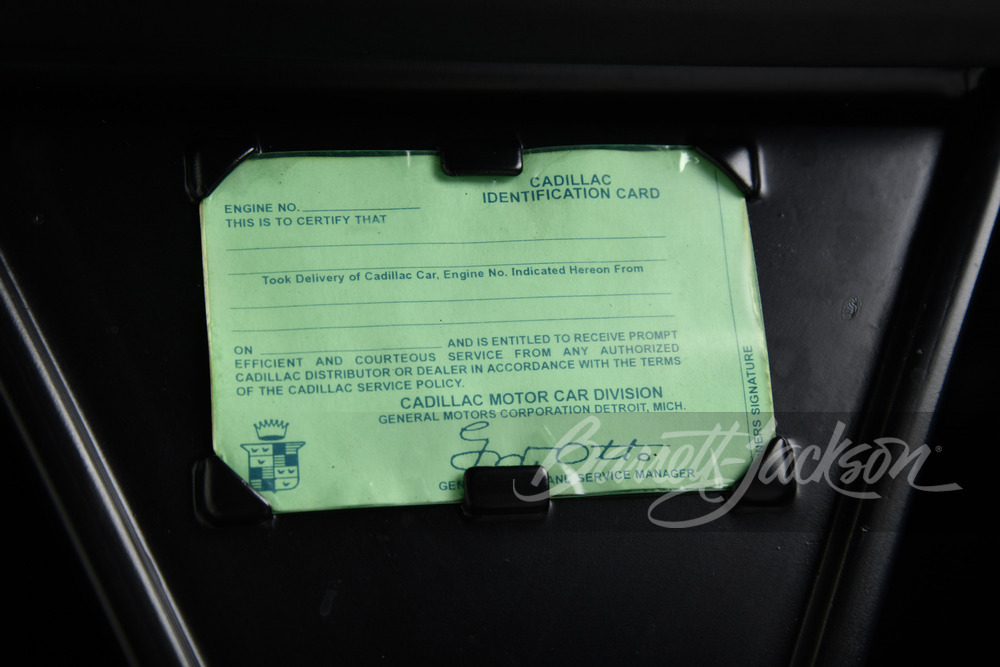 CADILLAC
IDENTIFICATION CARD
ENGINE NO.
THIS IS TO CERTIFY THAT
Took Delivery of Cadillac Car, Engine No. Indicated Hereon From
ON AND IS ENTITLED TO RECEIVE PROMPT
EFFICIENT AND COURTEOUS SERVICE FROM ANY AUTHORIZED
CADILLAC DISTRIBUTOR OR DEALER IN ACCORDANCE WITH THE TERMS
OF THE CADILLAC SERVICE POLICY.
CADILLAC MOTOR CAR DIVISION
GENERAL MOTORS CORPORATION DETROIT, MICH.
SERVICE MANAGER
SIGNATURE
Barrett-Jackson®